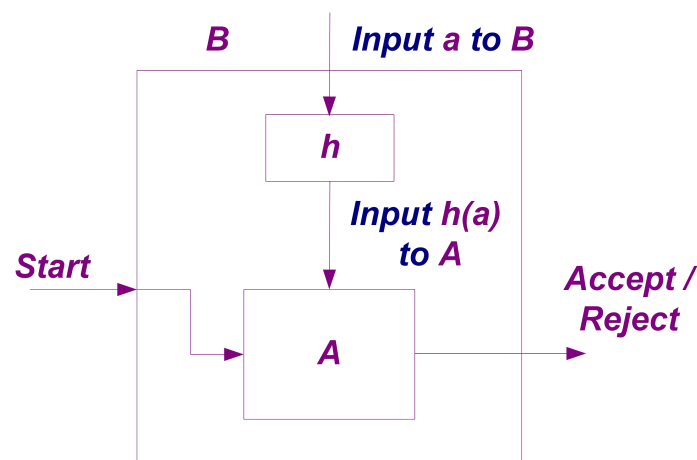 B
Input a to B
h
Input h(a)
to A
Start
Accept /
Reject
A